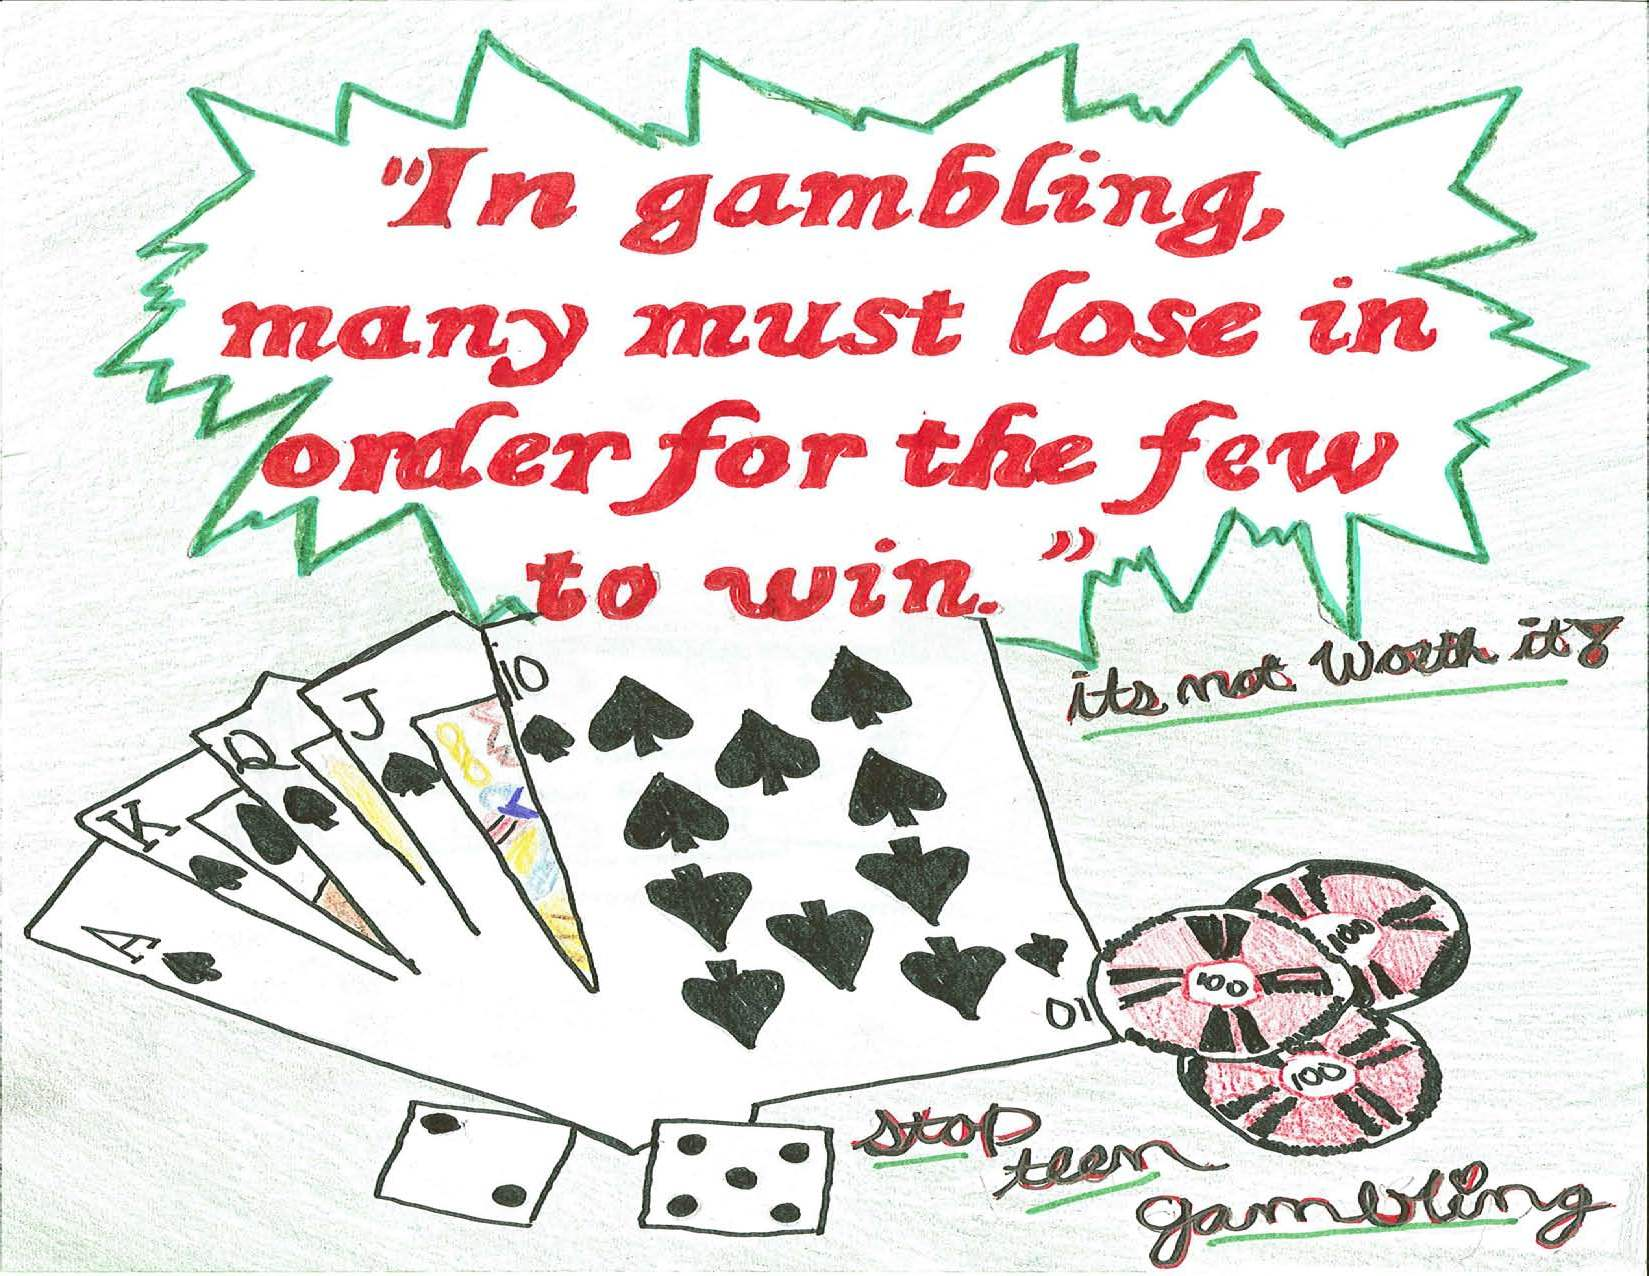 "In gambling,
many must lose in
order for the few
to win."
its not worth it!
10
J
Q
K
A
10
100
100
100
stop
teen
gambling